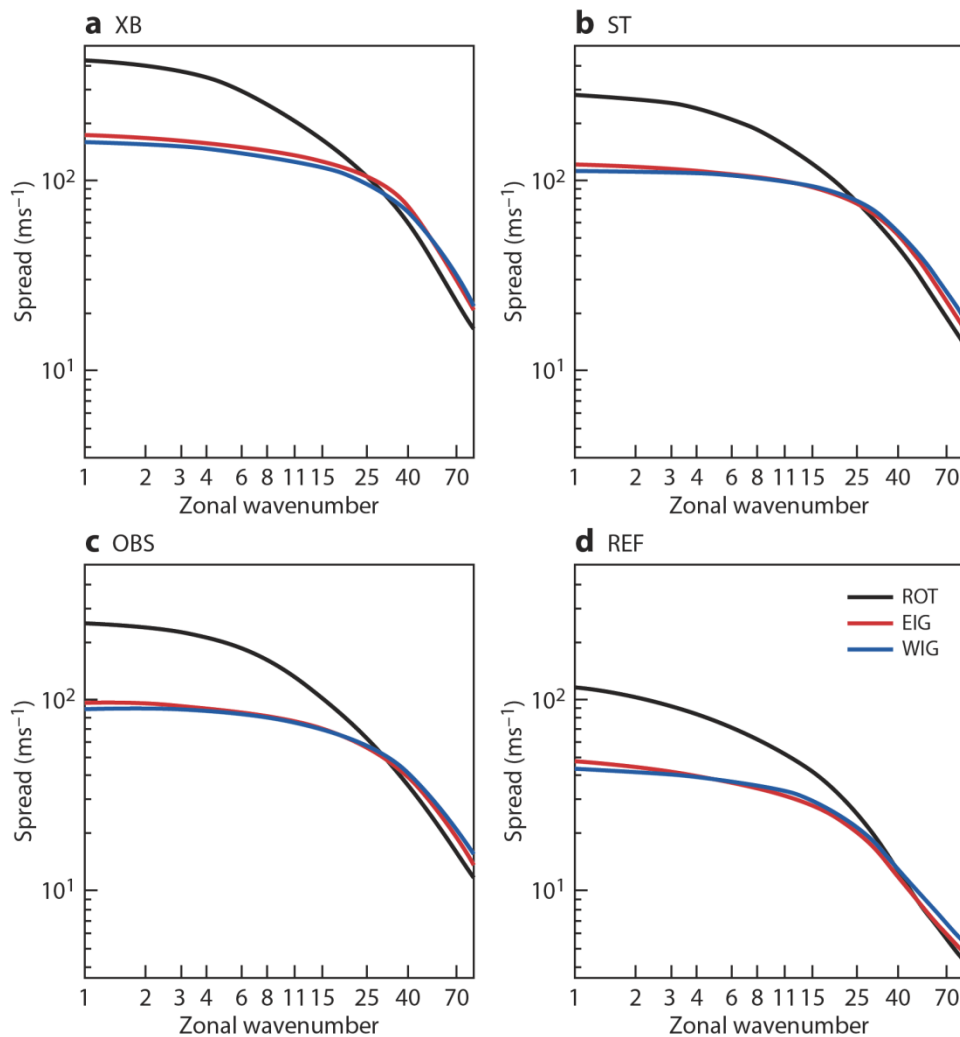 a XB
10²
10¹
Spread (ms⁻¹)
1 2 3 4 6 8 11 15 25 40 70
Zonal wavenumber
b ST
10²
10¹
Spread (ms⁻¹)
1 2 3 4 6 8 11 15 25 40 70
Zonal wavenumber
c OBS
10²
10¹
Spread (ms⁻¹)
1 2 3 4 6 8 11 15 25 40 70
Zonal wavenumber
d REF
ROT
EIG
WIG
10²
10¹
Spread (ms⁻¹)
1 2 3 4 6 8 11 15 25 40 70
Zonal wavenumber